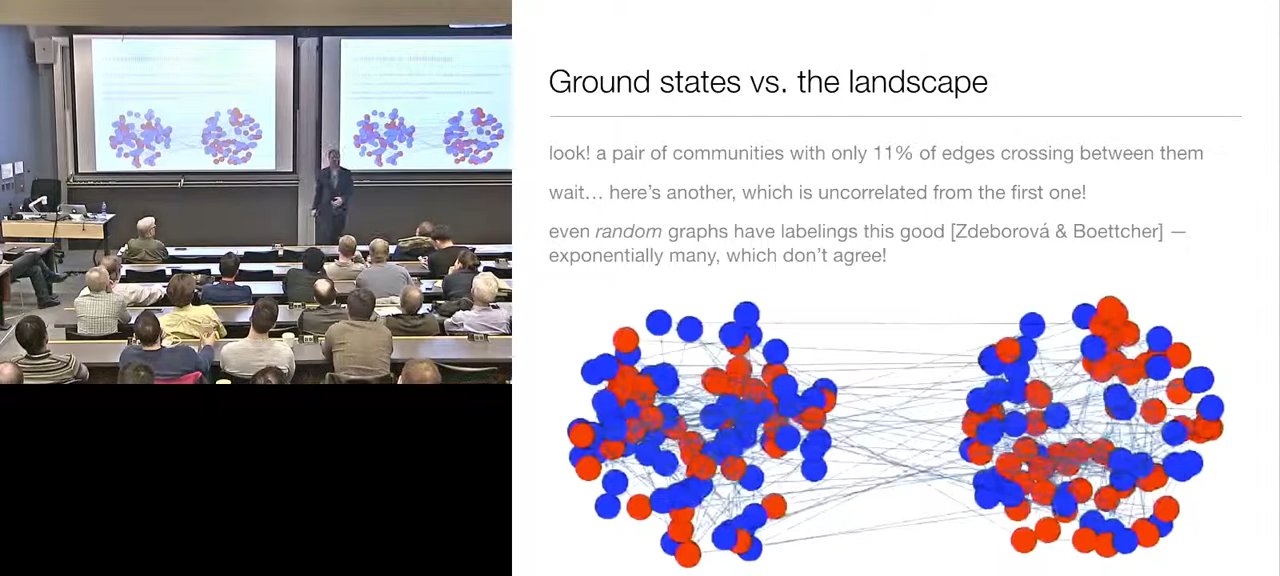 Ground states vs. the landscape
look! a pair of communities with only 11% of edges crossing between them
wait… here’s another, which is uncorrelated from the first one!
even random graphs have labelings this good [Zdeborová & Boettcher] —
exponentially many, which don’t agree!